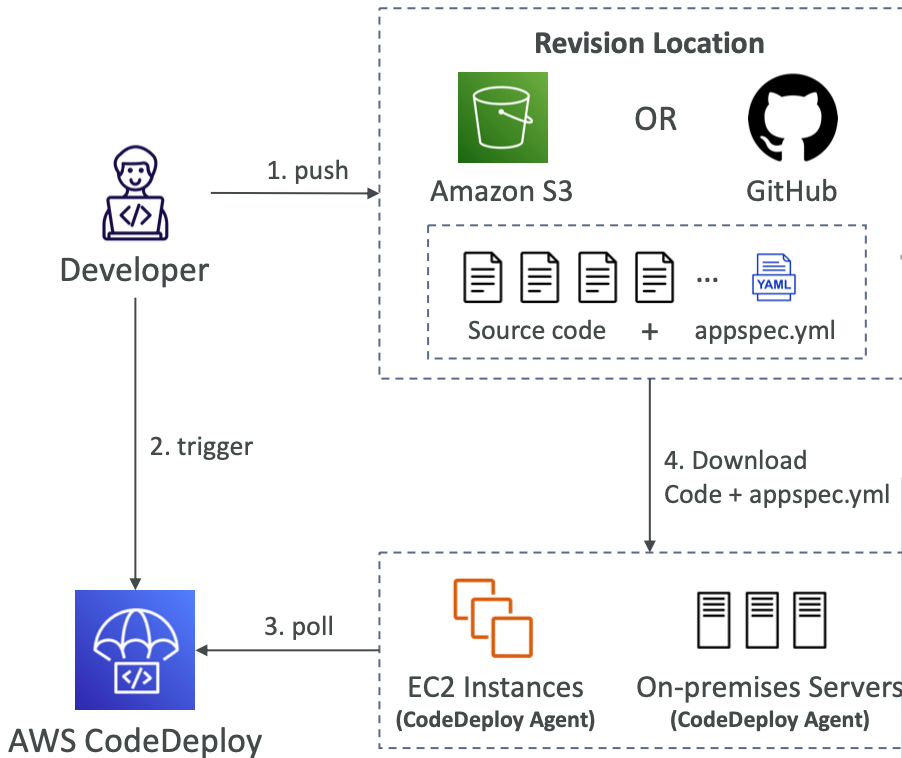 Revision Location
OR
Amazon S3
GitHub
1. push
</>
Developer
...
YAML
Source code + appspec.yml
2. trigger
4. Download
Code + appspec.yml
3. poll
</>
AWS CodeDeploy
EC2 Instances
(CodeDeploy Agent)
On-premises Servers
(CodeDeploy Agent)